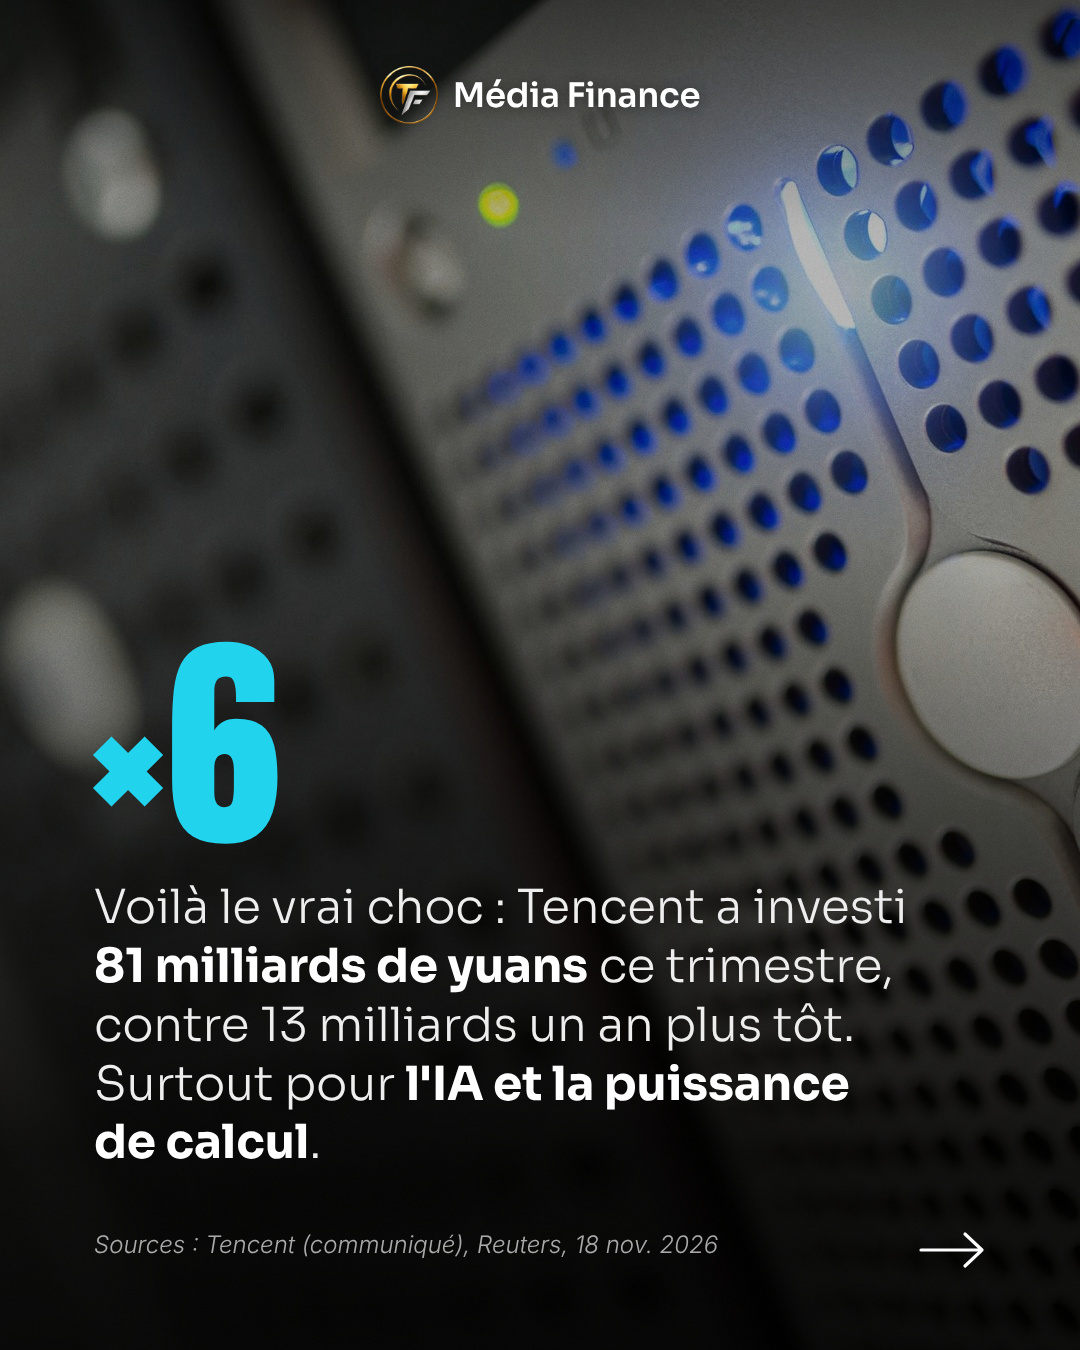 TF Média Finance
×6
Voilà le vrai choc : Tencent a investi
81 milliards de yuans ce trimestre,
contre 13 milliards un an plus tôt.
Surtout pour l'IA et la puissance
de calcul.
Sources : Tencent (communiqué), Reuters, 18 nov. 2026